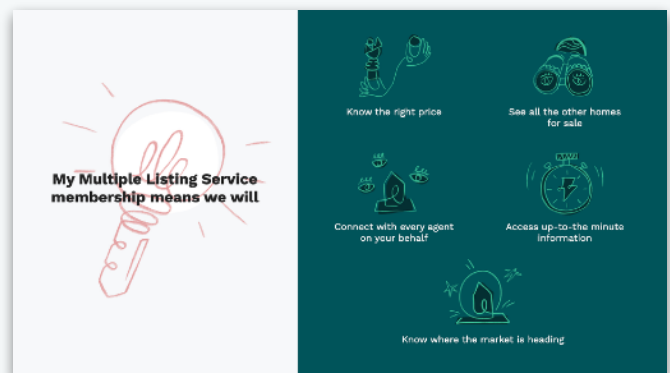 My Multiple Listing Service
membership means we will
Know the right price
See all the other homes
for sale
Connect with every agent
on your behalf
Access up-to-the minute
information
Know where the market is heading